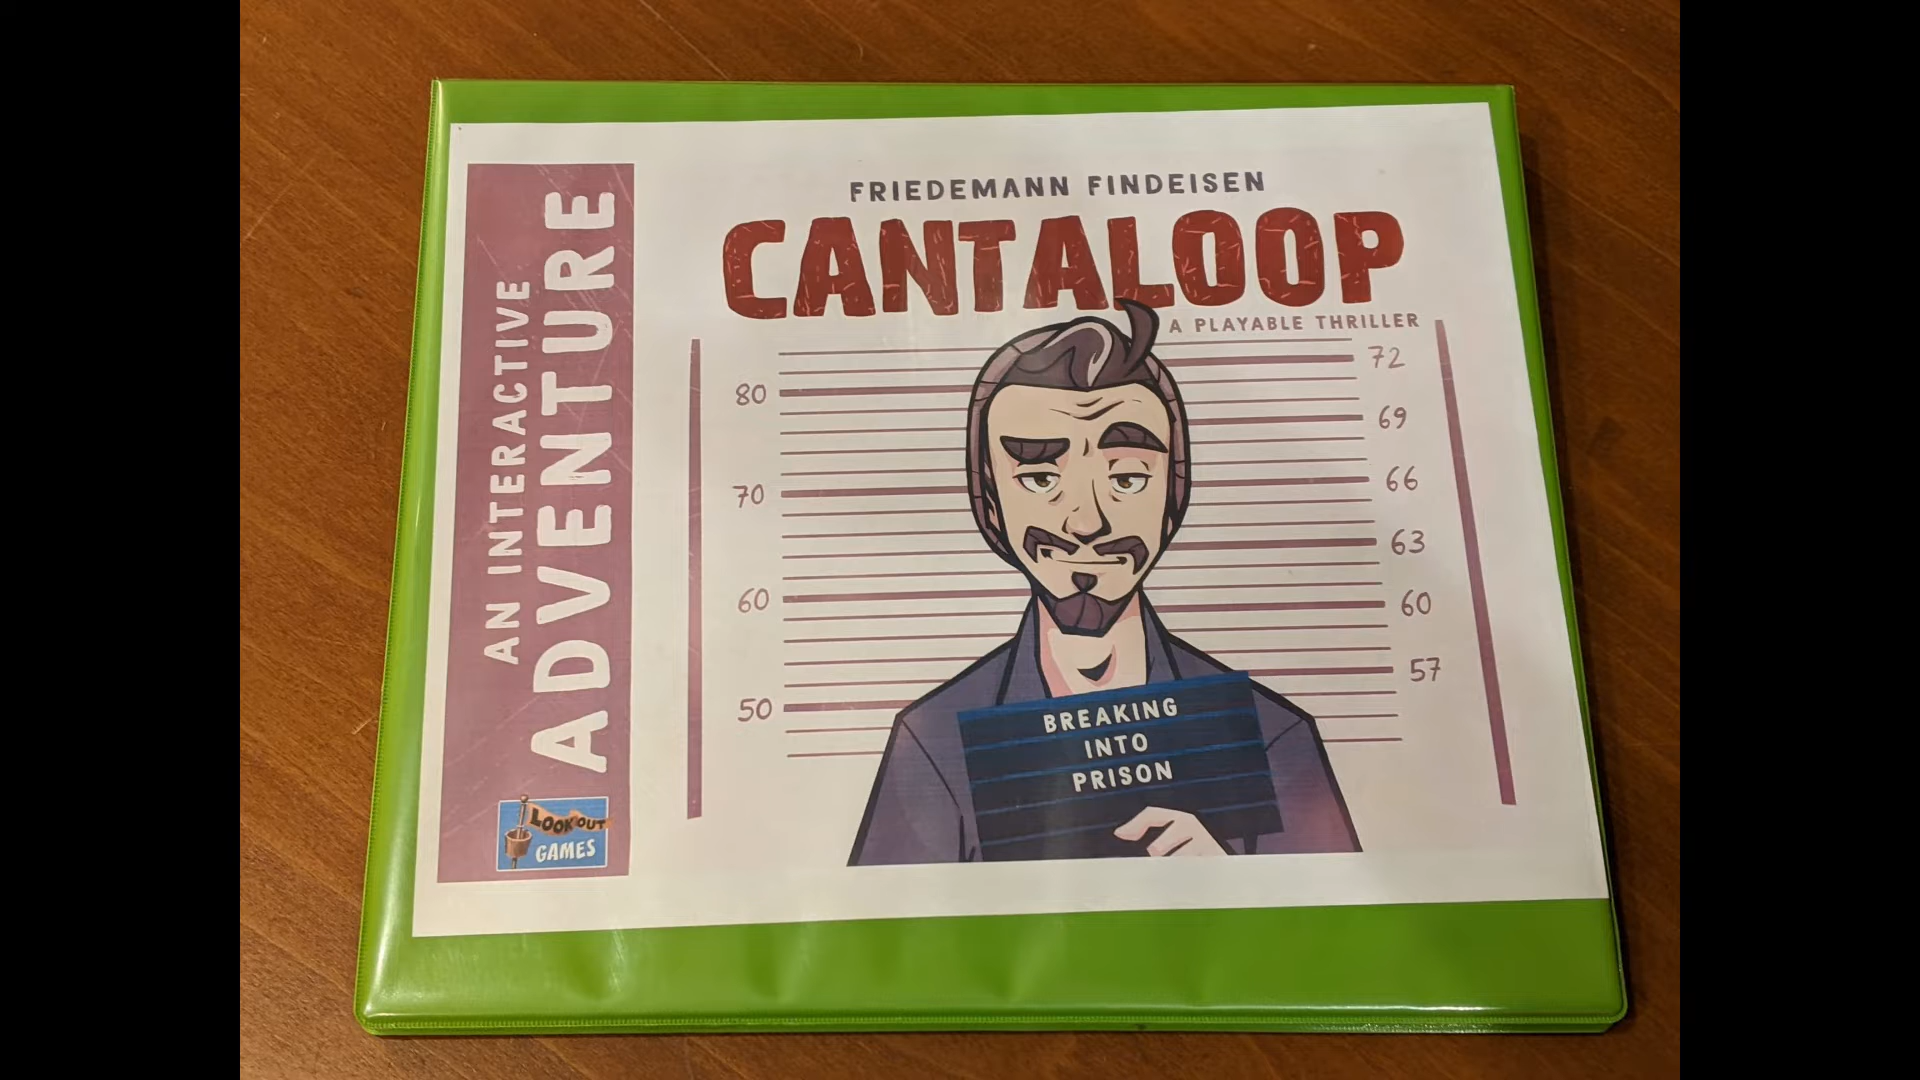 AN INTERACTIVE
ADVENTURE
LOOKOUT
GAMES
FRIEDEMANN FINDEISEN
CANTALOOP
A PLAYABLE THRILLER
80
70
60
50
72
69
66
63
60
57
BREAKING
INTO
PRISON